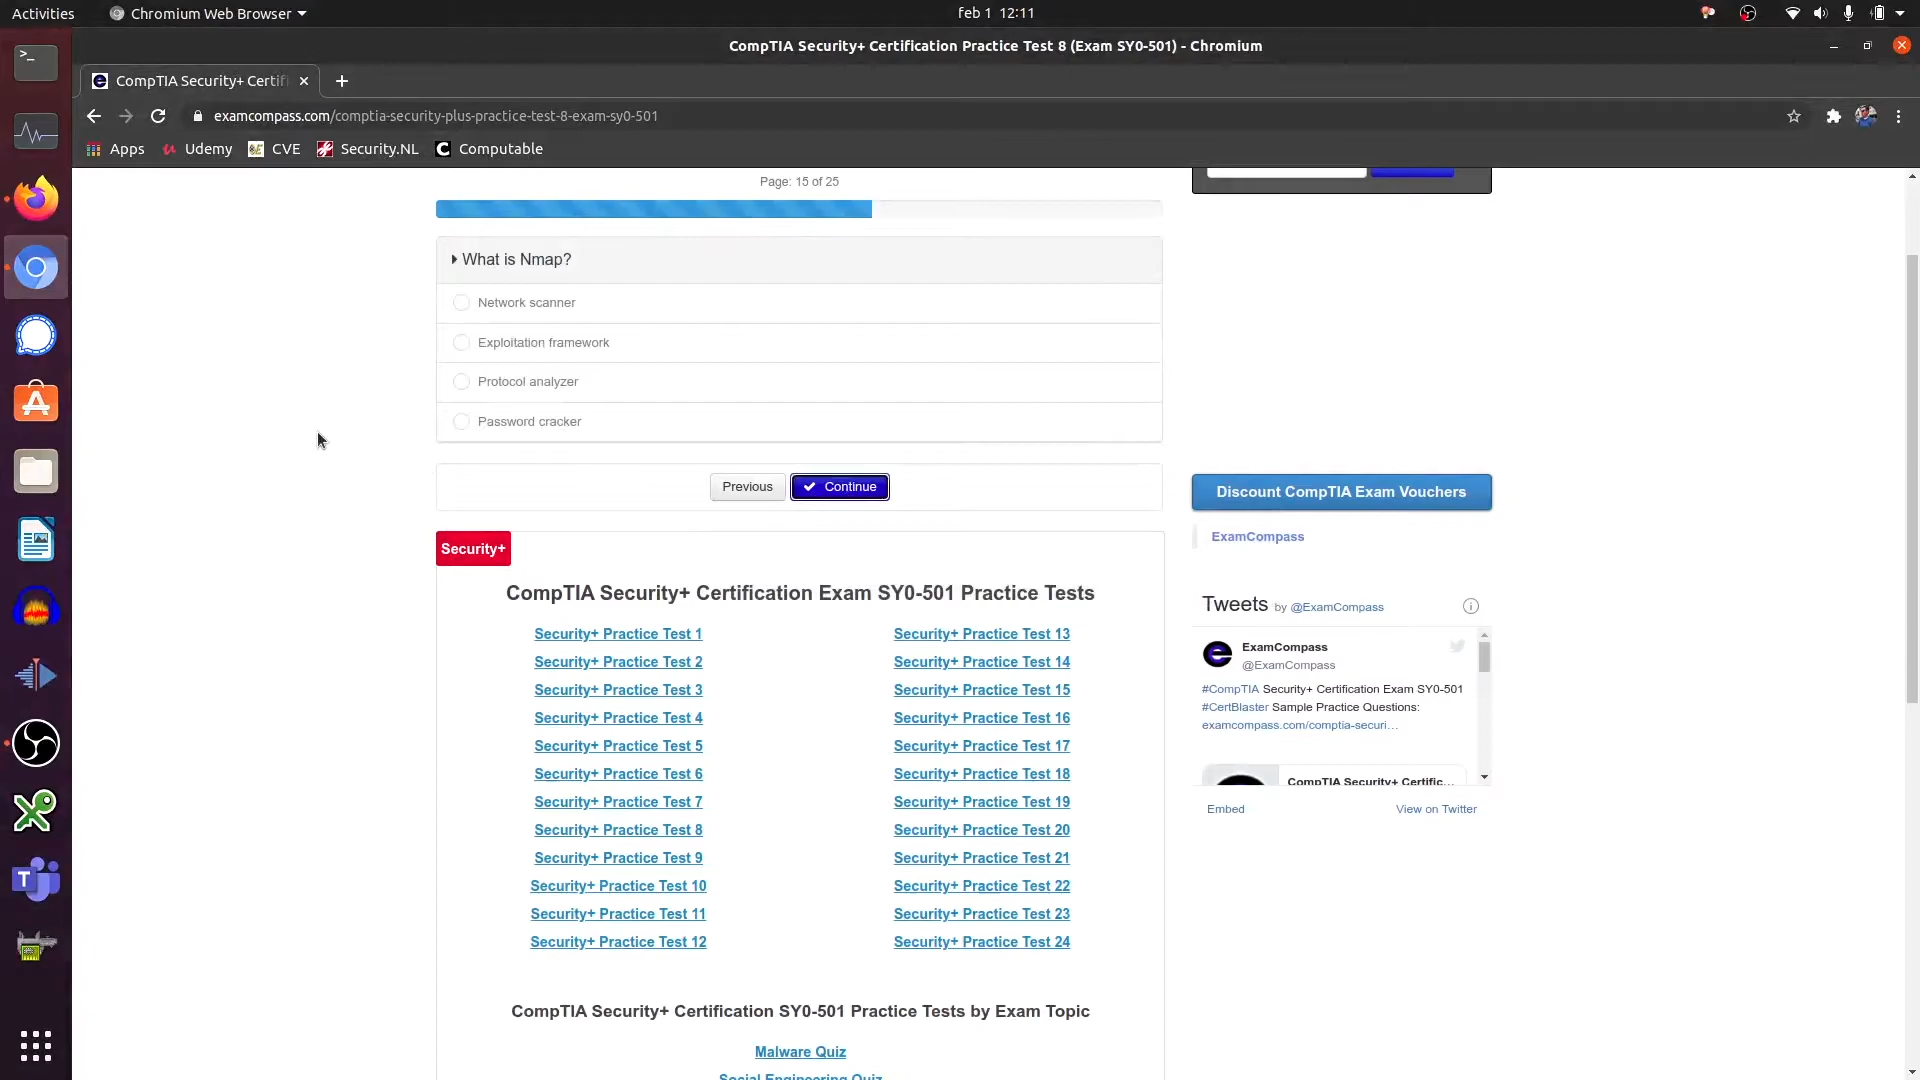 Activities
Chromium Web Browser
feb 1 12:11
CompTIA Security+ Certification Practice Test 8 (Exam SY0-501) - Chromium
CompTIA Security+ Certifi
examcompass.com/comptia-security-plus-practice-test-8-exam-sy0-501
Apps
Udemy
CVE
Security.NL
Computable
Page: 15 of 25
What is Nmap?
Network scanner
Exploitation framework
Protocol analyzer
Password cracker
Previous
Continue
Security+
CompTIA Security+ Certification Exam SY0-501 Practice Tests
Security+ Practice Test 1
Security+ Practice Test 2
Security+ Practice Test 3
Security+ Practice Test 4
Security+ Practice Test 5
Security+ Practice Test 6
Security+ Practice Test 7
Security+ Practice Test 8
Security+ Practice Test 9
Security+ Practice Test 10
Security+ Practice Test 11
Security+ Practice Test 12
Security+ Practice Test 13
Security+ Practice Test 14
Security+ Practice Test 15
Security+ Practice Test 16
Security+ Practice Test 17
Security+ Practice Test 18
Security+ Practice Test 19
Security+ Practice Test 20
Security+ Practice Test 21
Security+ Practice Test 22
Security+ Practice Test 23
Security+ Practice Test 24
CompTIA Security+ Certification SY0-501 Practice Tests by Exam Topic
Malware Quiz
Social Engineering Quiz
Discount CompTIA Exam Vouchers
ExamCompass
Tweets by @ExamCompass
ExamCompass
@ExamCompass
#CompTIA Security+ Certification Exam SY0-501
#CertBlaster Sample Practice Questions:
examcompass.com/comptia-securi…
CompTIA Security+ Certific...
Embed
View on Twitter